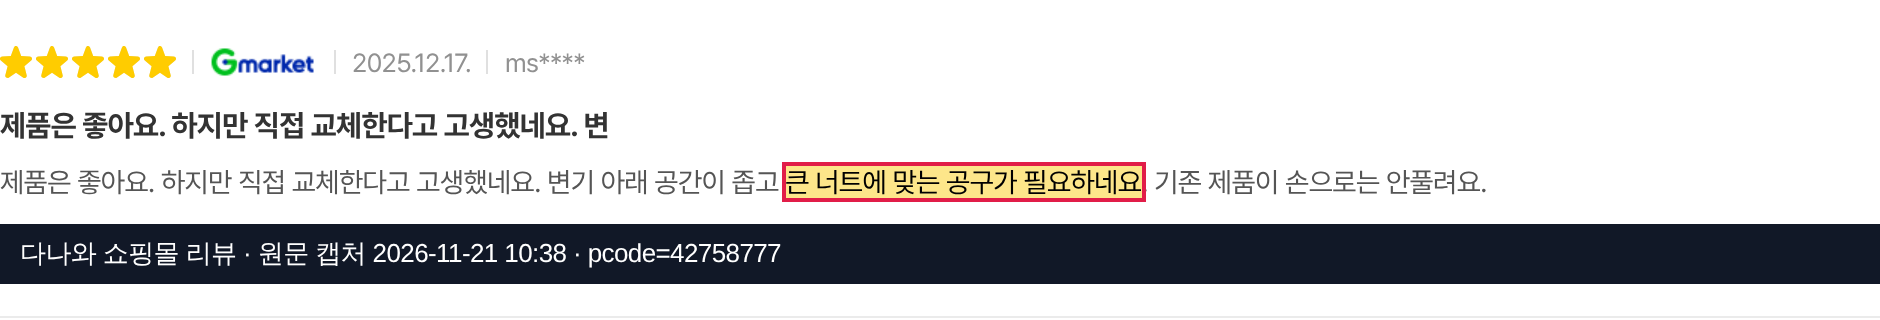 Gmarket 2025.12.17. ms****
제품은 좋아요. 하지만 직접 교체한다고 고생했네요. 변
제품은 좋아요. 하지만 직접 교체한다고 고생했네요. 변기 아래 공간이 좁고 큰 너트에 맞는 공구가 필요하네요. 기존 제품이 손으로는 안풀려요.
다나와 쇼핑몰 리뷰 · 원문 캡처 2026-11-21 10:38 · pcode=42758777